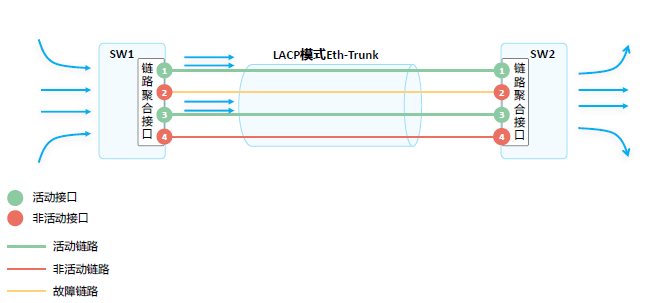 LACP模式Eth-Trunk
SW1
SW2
链路聚合接口
链路聚合接口
1
1
2
2
3
3
4
4
活动接口
非活动接口
活动链路
非活动链路
故障链路